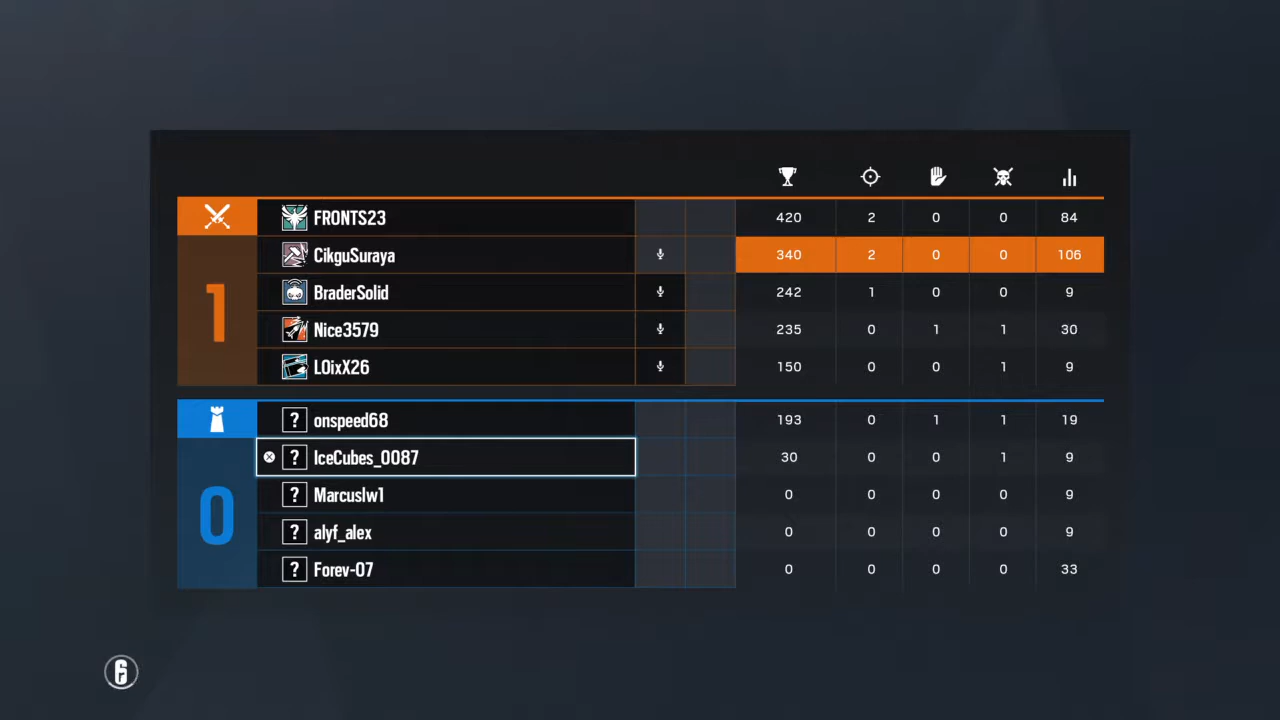 FRONTS23 420 2 0 0 84
CikguSuraya 340 2 0 0 106
1 BraderSolid 242 1 0 0 9
Nice3579 235 0 1 1 30
LOixX26 150 0 0 1 9
? onspeed68 193 0 1 1 19
? IceCubes_0087 30 0 0 1 9
0 ? Marcuslw1 0 0 0 0 9
? alyf_alex 0 0 0 0 9
? Forev-07 0 0 0 0 33
6